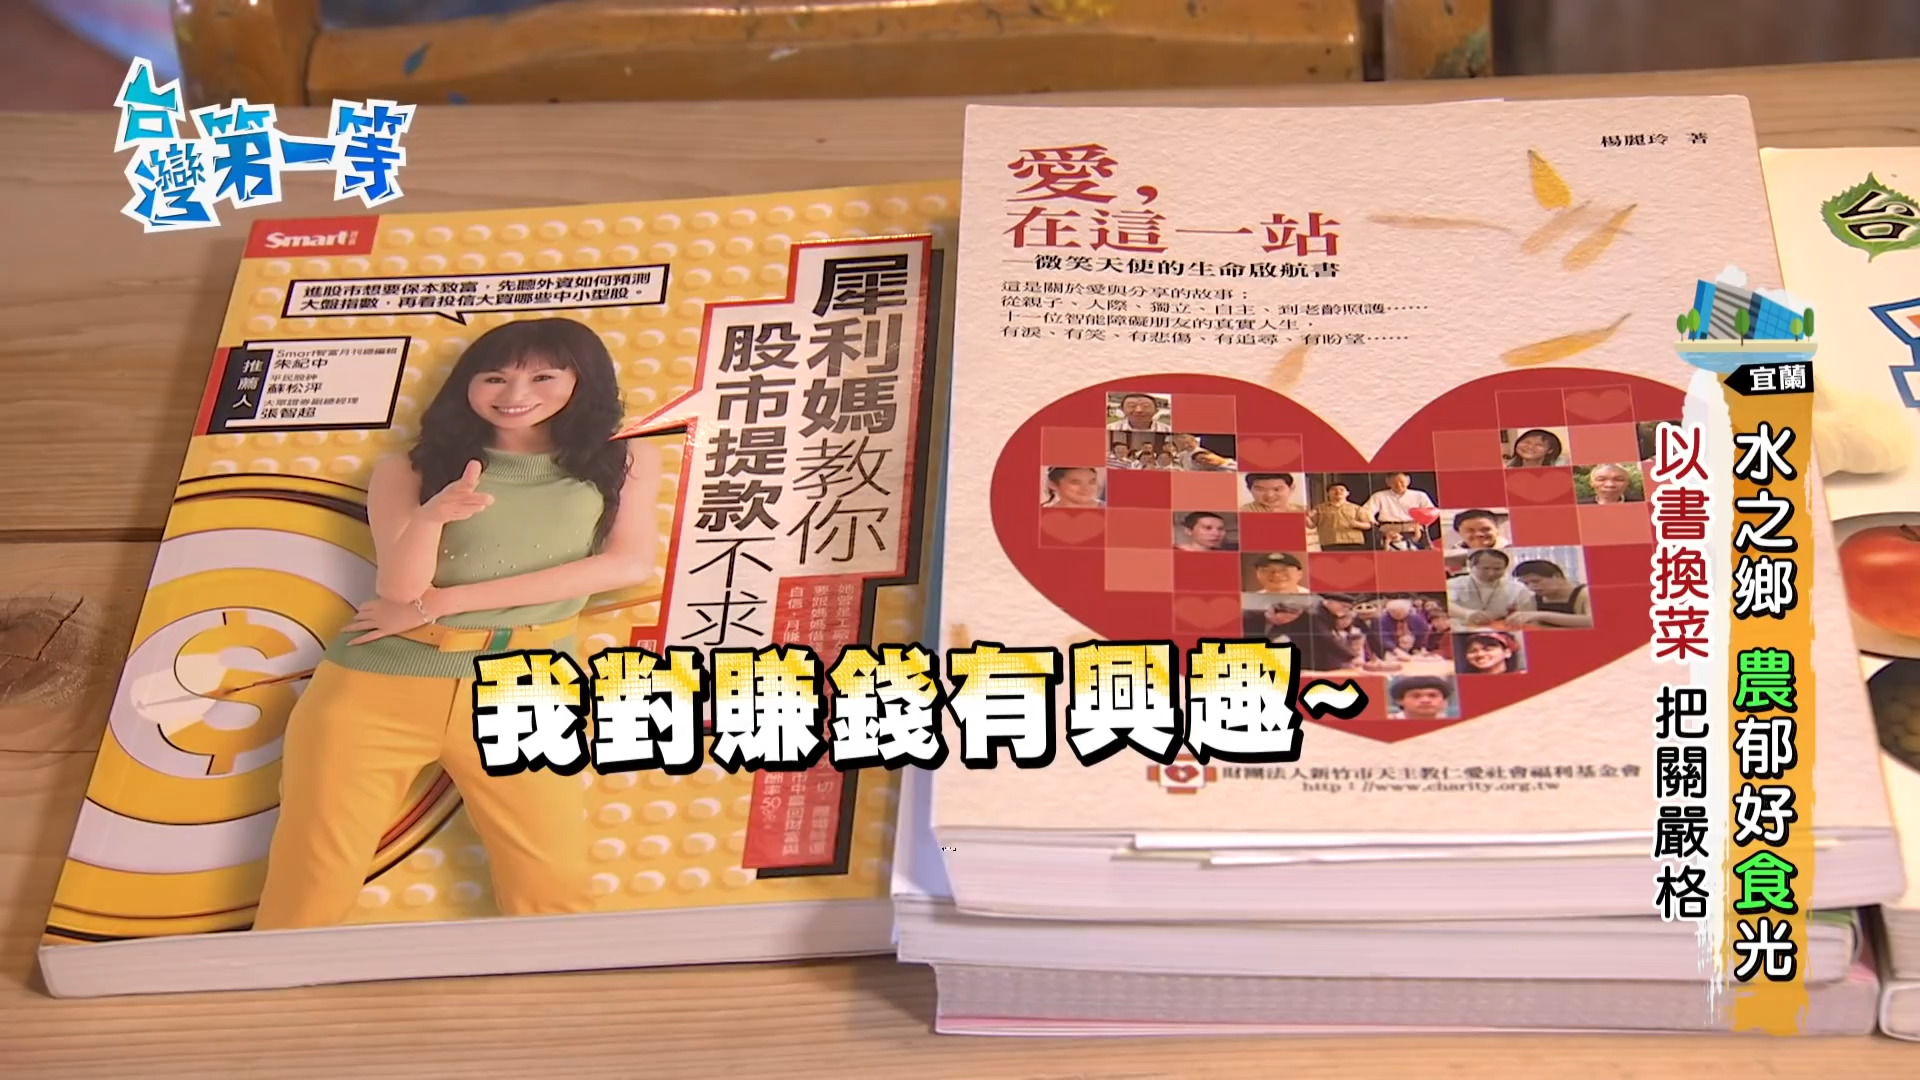 台灣第一等
Smart
進股市想要保本致富，先聽外資如何預測
大盤指數，再看投信大買哪些中小型股。
推薦人
Smart智富月刊總編輯
朱紀中
平民股神
蘇松泙
大眾證券副總經理
張智超
犀利媽教你
股市提款不求
楊麗玲 著
愛，
在這一站
—微笑天使的生命啟航書
這是關於愛與分享的故事；
從親子、人際、獨立、自主、到老齡照護……
十一位智能障礙朋友的真實人生，
有淚、有笑、有悲傷、有追尋、有盼望……
財團法人新竹市天主教仁愛社會福利基金會
http://www.charity.org.tw
台
宜蘭
水之鄉 農郁好食光
以書換菜 把關嚴格
我對賺錢有興趣~